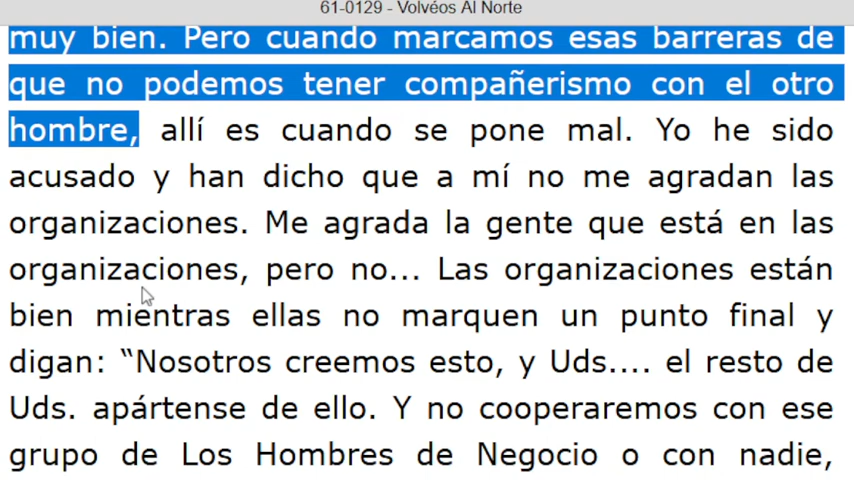 61-0129 - Volvéos Al Norte
muy bien. Pero cuando marcamos esas barreras de
que no podemos tener compañerismo con el otro
hombre, allí es cuando se pone mal. Yo he sido
acusado y han dicho que a mí no me agradan las
organizaciones. Me agrada la gente que está en las
organizaciones, pero no... Las organizaciones están
bien mientras ellas no marquen un punto final y
digan: “Nosotros creemos esto, y Uds.... el resto de
Uds. apártense de ello. Y no cooperaremos con ese
grupo de Los Hombres de Negocio o con nadie,